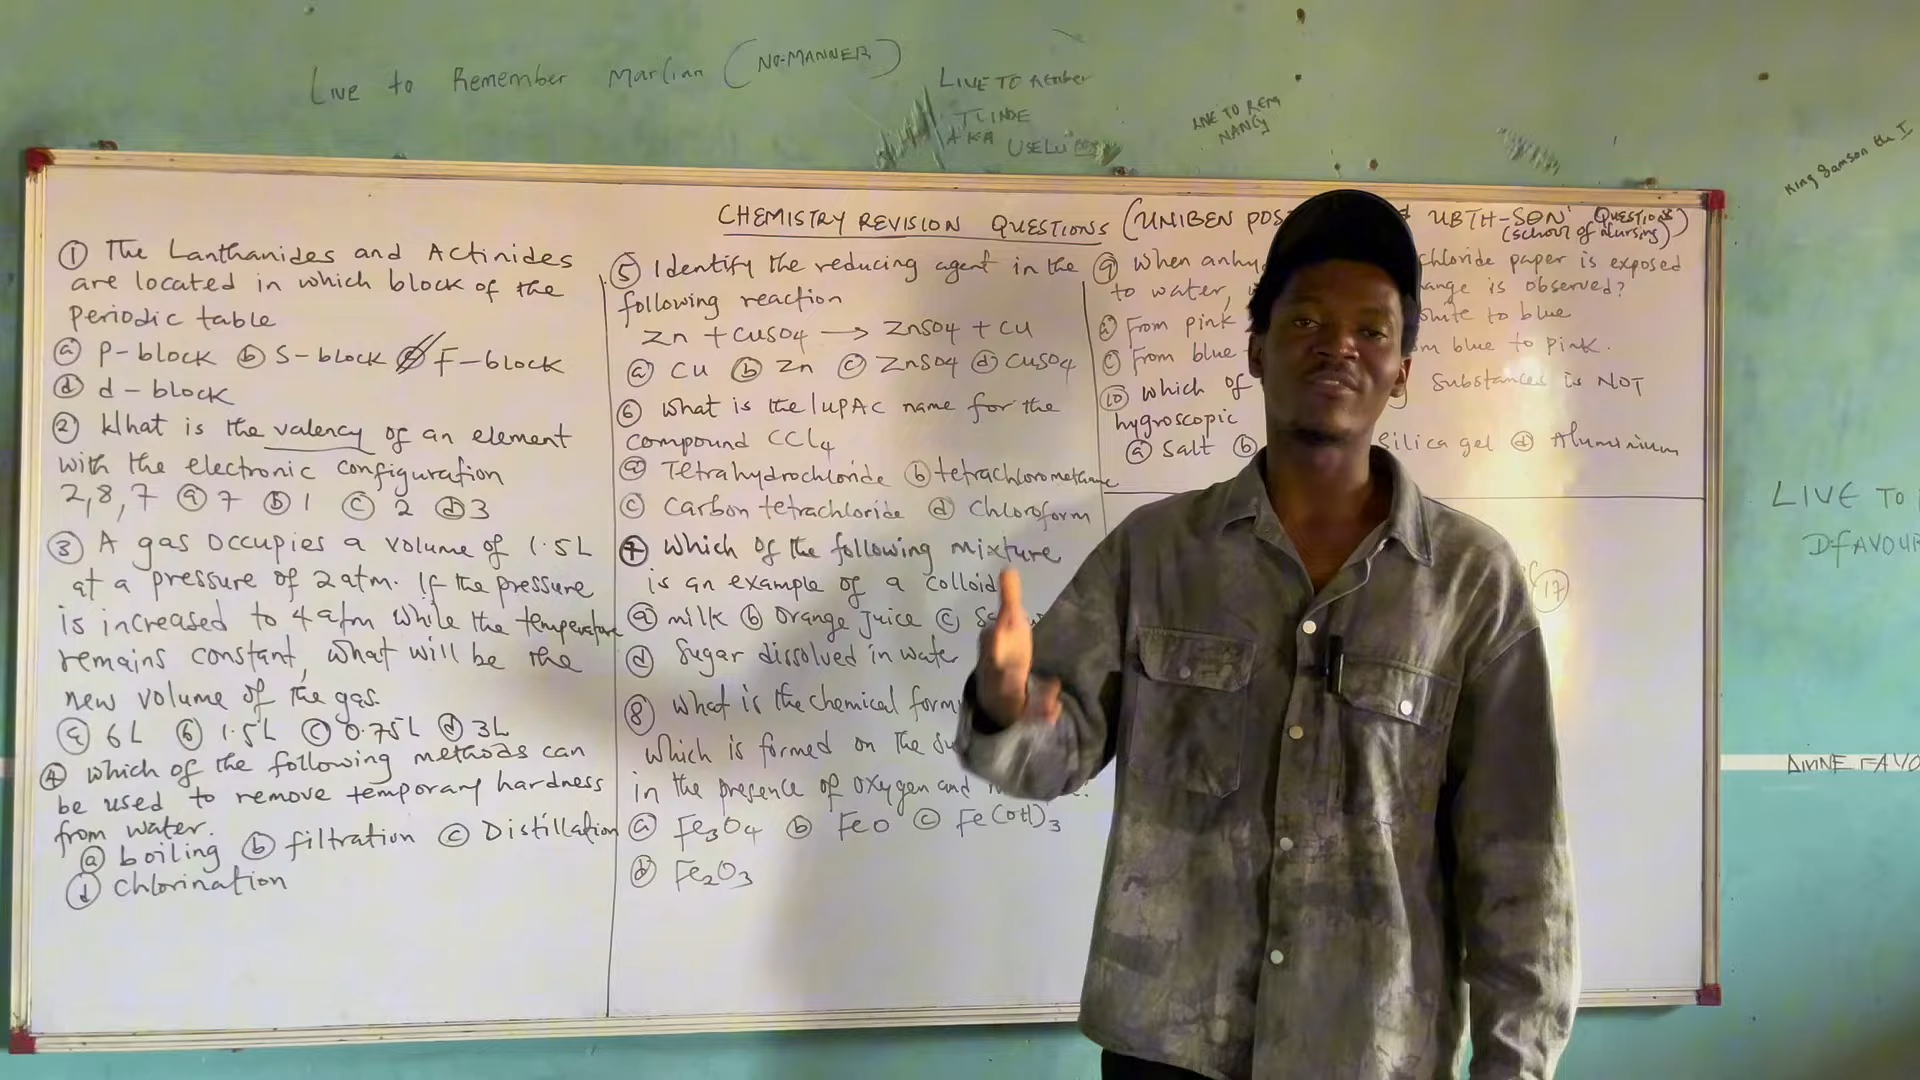 Live to Remember Marlian (NO-MANNER)
LIVE TO
TUNDE
AKA USELU
LIVE TO REM
NANCY
King Samson the I
CHEMISTRY REVISION QUESTIONS (UNIBEN POST UBTH-SON QUESTIONS)
(School of Nursing)
① The Lanthanides and Actinides
are located in which block of the
Periodic table
ⓐ P-block ⓑ S-block ⓒ F-block
ⓓ d-block
② What is the valency of an element
with the electronic configuration
2,8,7 ⓐ 7 ⓑ 1 ⓒ 2 ⓓ 3
③ A gas occupies a volume of 1.5L
at a pressure of 2atm. If the pressure
is increased to 4atm while the temperature
remains constant, what will be the
new volume of the gas.
ⓐ 6L ⓑ 1.5L ⓒ 0.75L ⓓ 3L
④ which of the following methods can
be used to remove temporary hardness
from water.
ⓐ boiling ⓑ filtration ⓒ Distillation
ⓓ Chlorination
⑤ Identify the reducing agent in the
following reaction
Zn + CuSO4 → ZnSO4 + Cu
ⓐ Cu ⓑ Zn ⓒ ZnSO4 ⓓ CuSO4
⑥ What is the IUPAC name for the
compound CCl4
ⓐ Tetrahydrochloride ⓑ tetrachloromethane
ⓒ Carbon tetrachloride ⓓ Chloroform
⑦ Which of the following mixture
is an example of a colloid
ⓐ milk ⓑ Orange Juice ⓒ
ⓓ Sugar dissolved in water
⑧ What is the chemical
which is formed on the
in the presence of oxygen and
ⓐ Fe3O4 ⓑ FeO ⓒ Fe(OH)3
ⓓ Fe2O3
⑨ When chloride paper is exposed
to water, is observed?
ⓐ From pink white to blue
ⓒ From blue blue to pink.
⑩ Which of substances is NOT
hygroscopic
ⓐ Salt ⓑ Silica gel ⓓ Aluminium
⑰
LIVE TO
D-FAVOUR
DIVINE FAVO